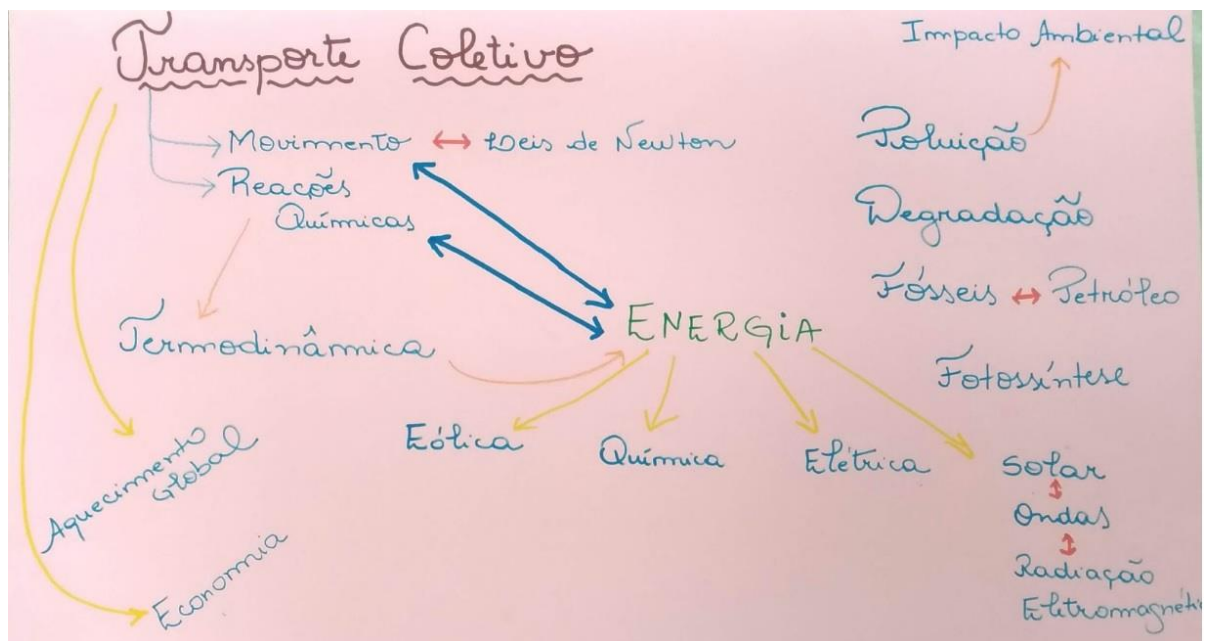 Transporte Coletivo
Impacto Ambiental
Movimento ↔ Leis de Newton
Poluição
Reações
Químicas
Degradação
Fósseis ↔ Petróleo
ENERGiA
Termodinâmica
Fotossíntese
Eólica
Química
Elétrica
Solar
Aquecimento
Global
Ondas
Radiação
Eletromagnéti
Economia